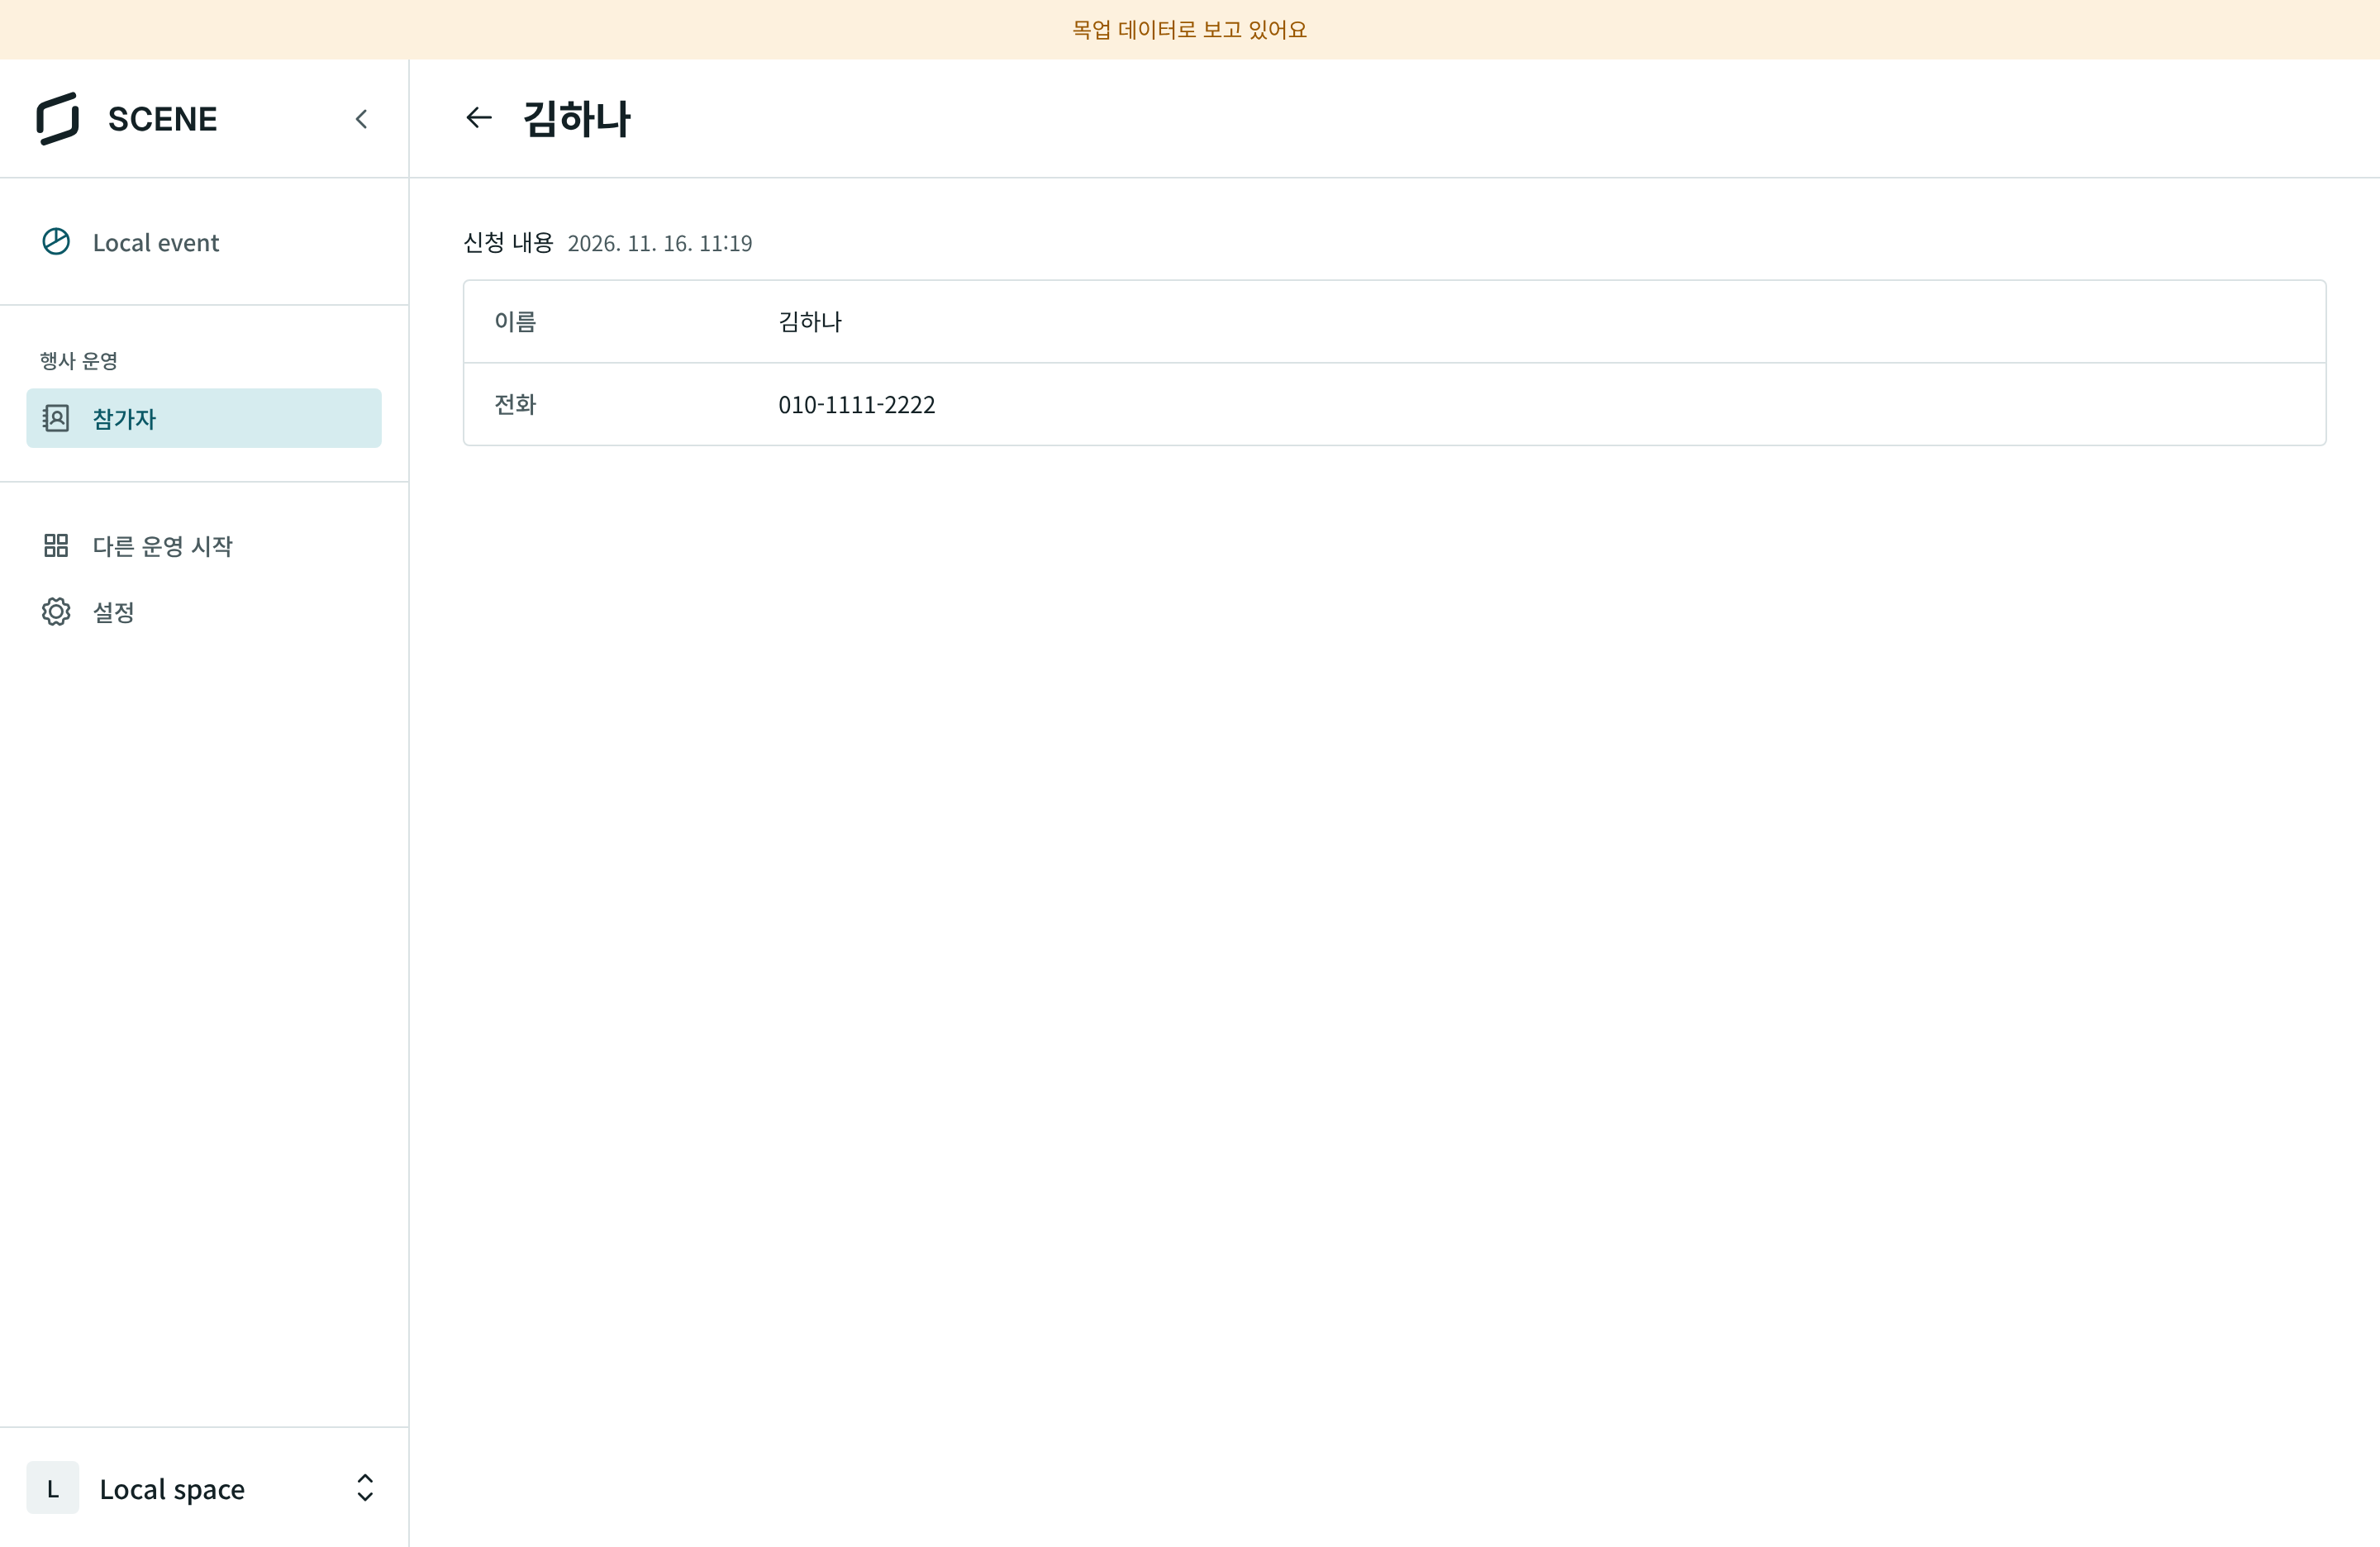 목업 데이터로 보고 있어요
SCENE
김하나
Local event
신청 내용 2026. 11. 16. 11:19
이름 김하나
전화 010-1111-2222
행사 운영
참가자
다른 운영 시작
설정
L Local space